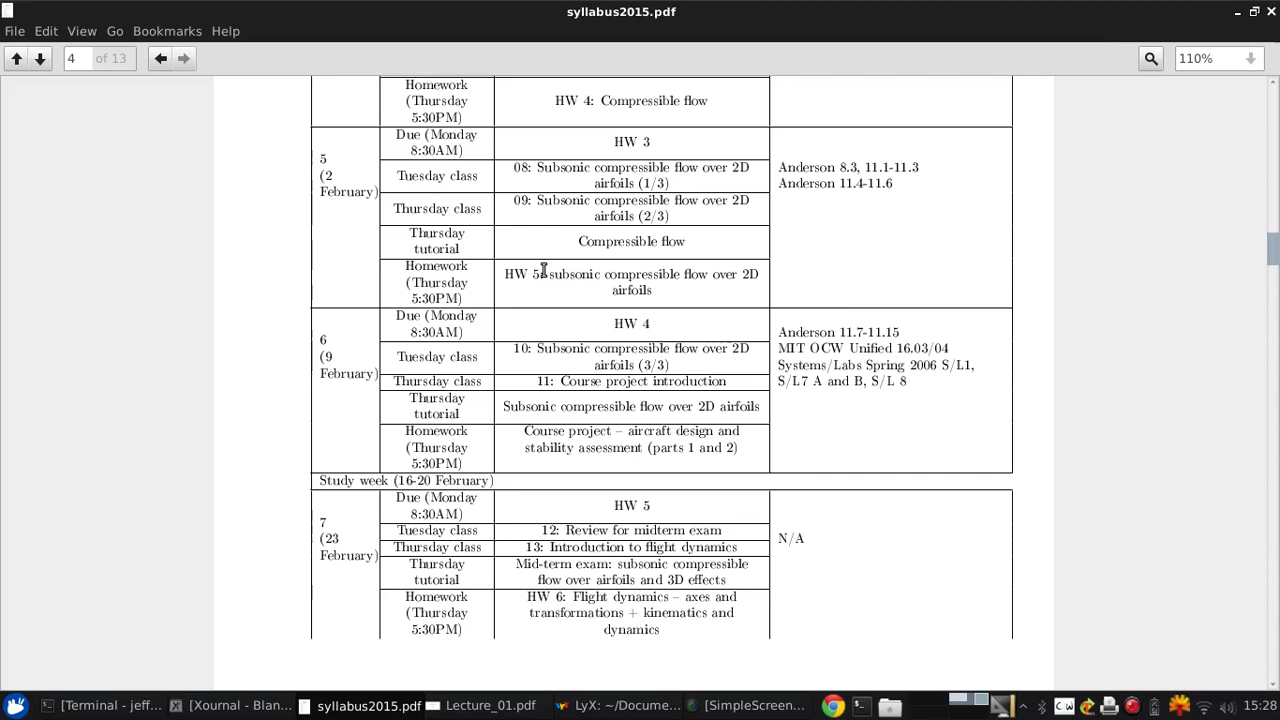 syllabus2015.pdf
File Edit View Go Bookmarks Help
4 of 13
110%
Homework
(Thursday
5:30PM)
HW 4: Compressible flow
5
(2
February)
Due (Monday
8:30AM)
HW 3
Tuesday class
08: Subsonic compressible flow over 2D
airfoils (1/3)
Thursday class
09: Subsonic compressible flow over 2D
airfoils (2/3)
Thursday
tutorial
Compressible flow
Homework
(Thursday
5:30PM)
HW 5: subsonic compressible flow over 2D
airfoils
Anderson 8.3, 11.1-11.3
Anderson 11.4-11.6
6
(9
February)
Due (Monday
8:30AM)
HW 4
Tuesday class
10: Subsonic compressible flow over 2D
airfoils (3/3)
Thursday class
11: Course project introduction
Thursday
tutorial
Subsonic compressible flow over 2D airfoils
Homework
(Thursday
5:30PM)
Course project – aircraft design and
stability assessment (parts 1 and 2)
Anderson 11.7-11.15
MIT OCW Unified 16.03/04
Systems/Labs Spring 2006 S/L1,
S/L7 A and B, S/L 8
Study week (16-20 February)
7
(23
February)
Due (Monday
8:30AM)
HW 5
Tuesday class
12: Review for midterm exam
Thursday class
13: Introduction to flight dynamics
Thursday
tutorial
Mid-term exam: subsonic compressible
flow over airfoils and 3D effects
Homework
(Thursday
5:30PM)
HW 6: Flight dynamics – axes and
transformations + kinematics and
dynamics
N/A
[Terminal - jeff... [Xournal - Blan... syllabus2015.pdf Lecture_01.pdf LyX: ~/Docume... [SimpleScreen... CW 15:28